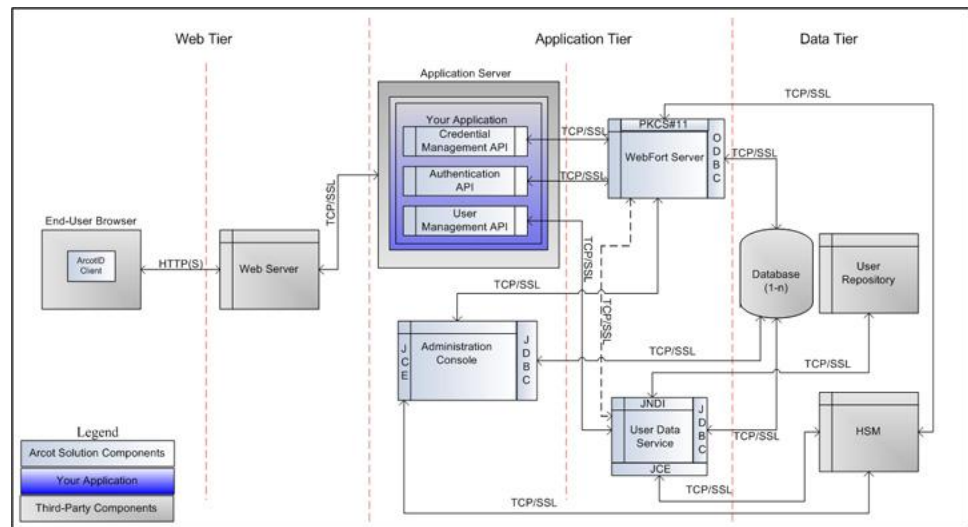 Web Tier
Application Tier
Data Tier
Application Server
Your Application
Credential
Management API
Authentication
API
User
Management API
TCP/SSL
TCP/SSL
TCP/SSL
PKCS#11
WebFort Server
ODBC
TCP/SSL
TCP/SSL
End-User Browser
ArcotID
Client
HTTP(S)
Web Server
TCP/SSL
TCP/SSL
TCP/SSL
Database
(1-n)
User
Repository
JCE
Administration
Console
JDBC
TCP/SSL
TCP/SSL
JNDI
User Data
Service
JDBC
JCE
TCP/SSL
HSM
TCP/SSL
TCP/SSL
Legend
Arcot Solution Components
Your Application
Third-Party Components